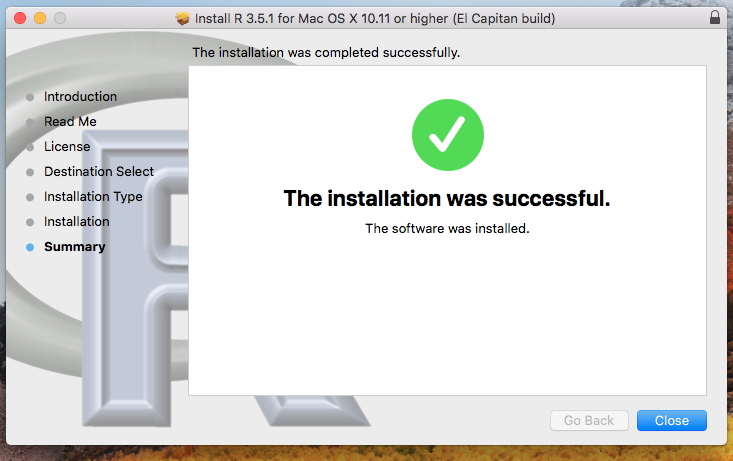 Install R 3.5.1 for Mac OS X 10.11 or higher (El Capitan build)
The installation was completed successfully.
Introduction
Read Me
License
Destination Select
Installation Type
Installation
Summary
The installation was successful.
The software was installed.
Go Back
Close
R